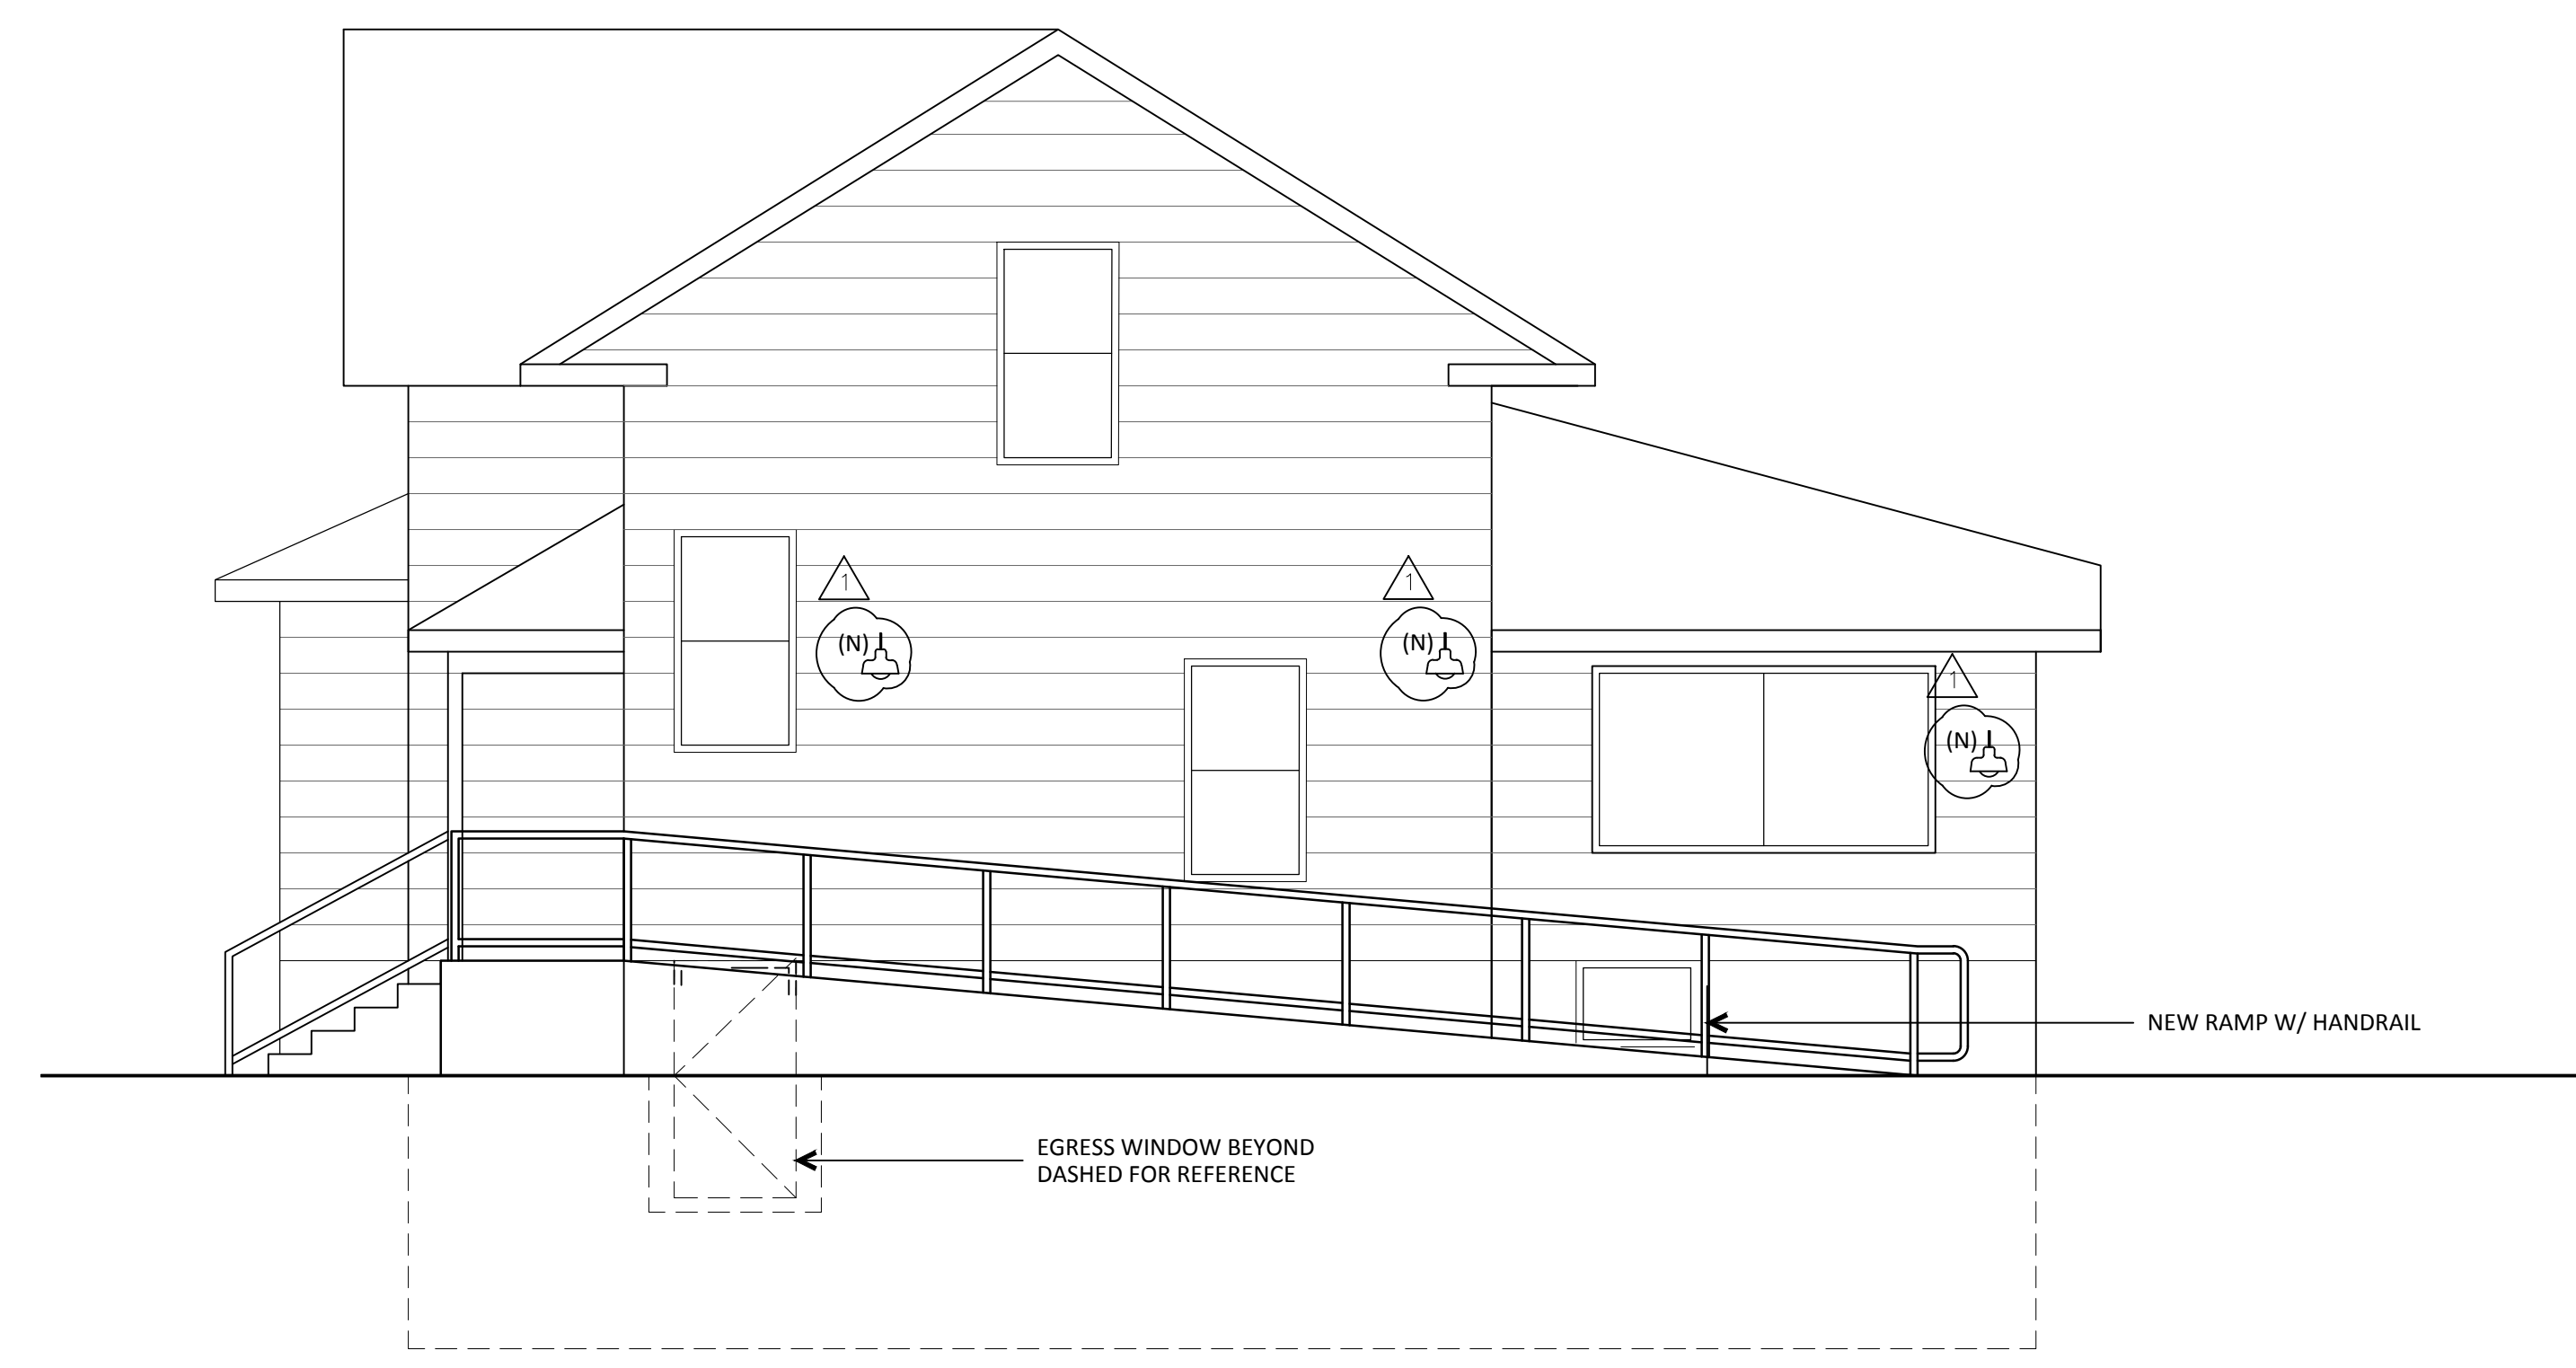 1
1
(N)
(N)
1
(N)
NEW RAMP W/ HANDRAIL
EGRESS WINDOW BEYOND
DASHED FOR REFERENCE